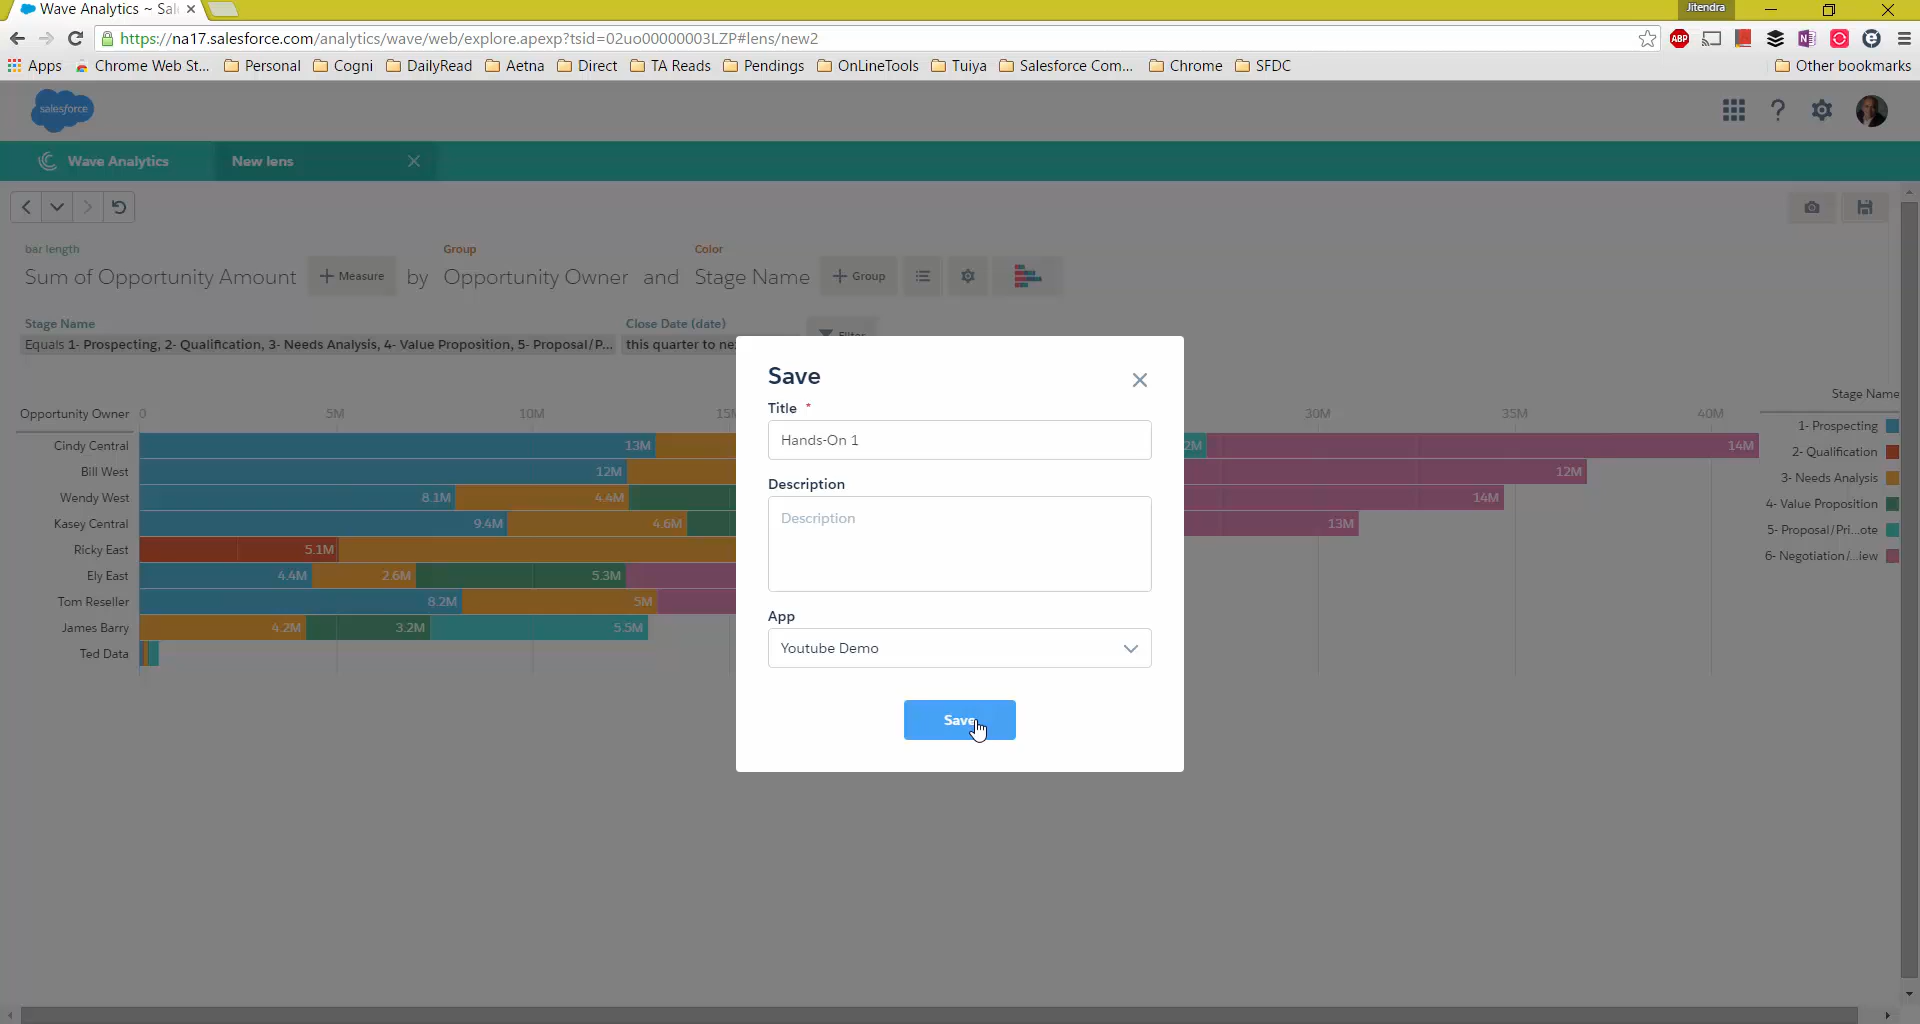 Wave Analytics ~ Sal
Jitendra
https://na17.salesforce.com/analytics/wave/web/explore.apexp?tsid=02uo00000003LZP#lens/new2
ABP
Apps Chrome Web St... Personal Cogni DailyRead Aetna Direct TA Reads Pendings OnLineTools Tuiya Salesforce Com... Chrome SFDC Other bookmarks
salesforce
Wave Analytics New lens
bar length Group Color
Sum of Opportunity Amount + Measure by Opportunity Owner and Stage Name + Group
Stage Name Close Date (date) Filter
Equals 1- Prospecting, 2- Qualification, 3- Needs Analysis, 4- Value Proposition, 5- Proposal/P... this quarter to ne
Save
Title *
Hands-On 1
Description
Description
App
Youtube Demo
Save
Opportunity Owner 0 5M 10M 15 30M 35M 40M
Cindy Central 13M 2M 14M
Bill West 12M 12M
Wendy West 8.1M 4.4M 14M
Kasey Central 9.4M 4.6M 13M
Ricky East 5.1M
Ely East 4.4M 2.6M 5.3M
Tom Reseller 8.2M 5M
James Barry 4.2M 3.2M 5.5M
Ted Data
Stage Name
1- Prospecting
2- Qualification
3- Needs Analysis
4- Value Proposition
5- Proposal/Pri...ote
6- Negotiation/...iew